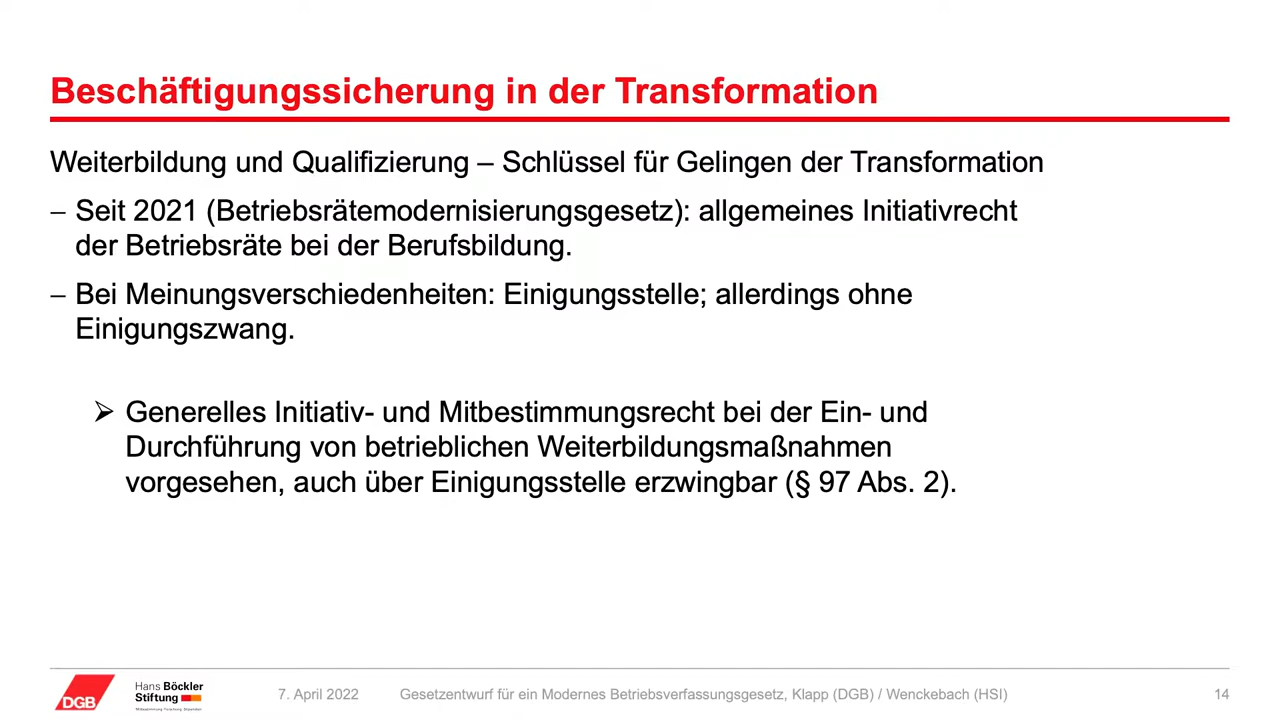 Beschäftigungssicherung in der Transformation
Weiterbildung und Qualifizierung – Schlüssel für Gelingen der Transformation
– Seit 2021 (Betriebsrätemodernisierungsgesetz): allgemeines Initiativrecht
der Betriebsräte bei der Berufsbildung.
– Bei Meinungsverschiedenheiten: Einigungsstelle; allerdings ohne
Einigungszwang.
➢ Generelles Initiativ- und Mitbestimmungsrecht bei der Ein- und
Durchführung von betrieblichen Weiterbildungsmaßnahmen
vorgesehen, auch über Einigungsstelle erzwingbar (§ 97 Abs. 2).
DGB
Hans Böckler
Stiftung
Mitbestimmung. Forschung. Stipendien.
7. April 2022
Gesetzentwurf für ein Modernes Betriebsverfassungsgesetz, Klapp (DGB) / Wenckebach (HSI)
14